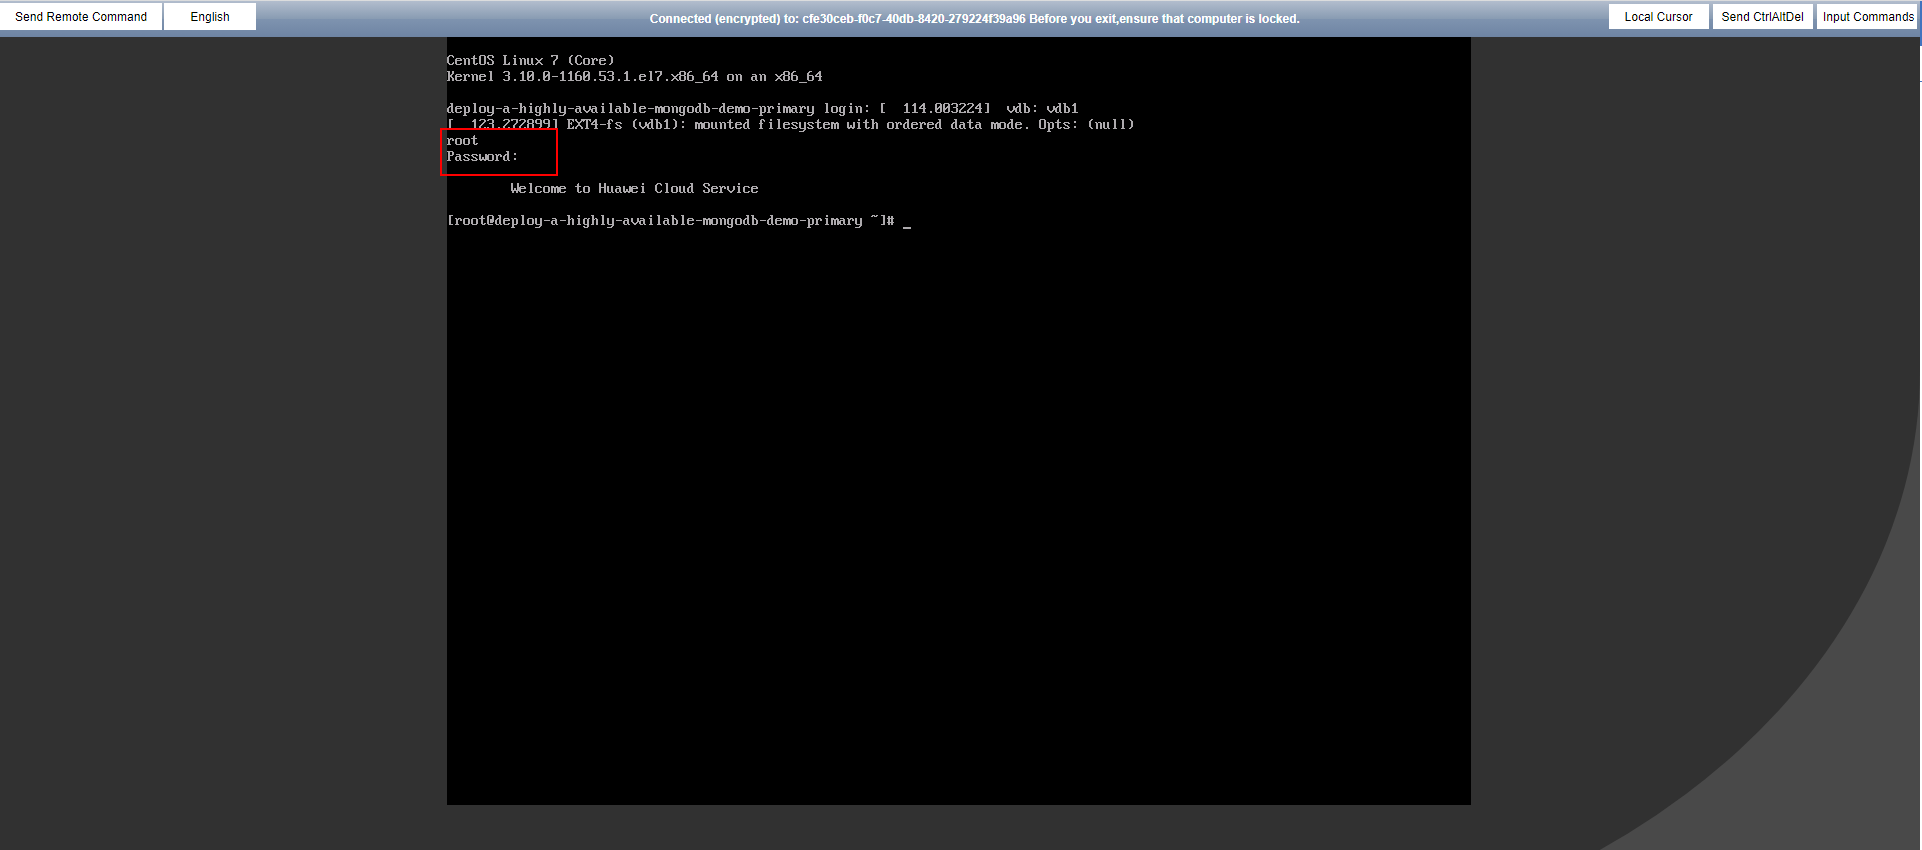 Send Remote Command English Connected (encrypted) to: cfe30ceb-f0c7-40db-8420-279224f39a96 Before you exit,ensure that computer is locked. Local Cursor Send CtrlAltDel Input Commands
CentOS Linux 7 (Core)
Kernel 3.10.0-1160.53.1.el7.x86_64 on an x86_64
deploy-a-highly-available-mongodb-demo-primary login: [  114.003224]  vdb: vdb1
[  123.272899] EXT4-fs (vdb1): mounted filesystem with ordered data mode. Opts: (null)
root
Password:
Welcome to Huawei Cloud Service
[root@deploy-a-highly-available-mongodb-demo-primary ~]# _